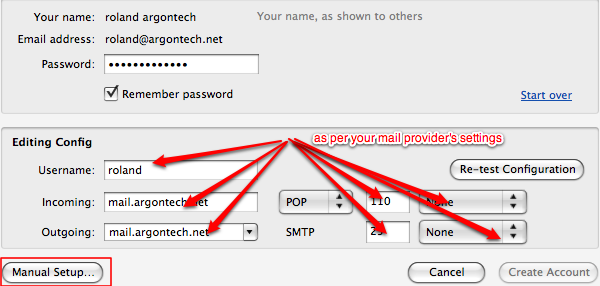 Your name: roland argontech Your name, as shown to others
Email address: roland@argontech.net
Password: •••••••••••••
Remember password
Start over
as per your mail provider's settings
Editing Config
Username: roland Re-test Configuration
Incoming: mail.argontech.net POP 110 None
Outgoing: mail.argontech.net SMTP 25 None
Manual Setup... Cancel Create Account